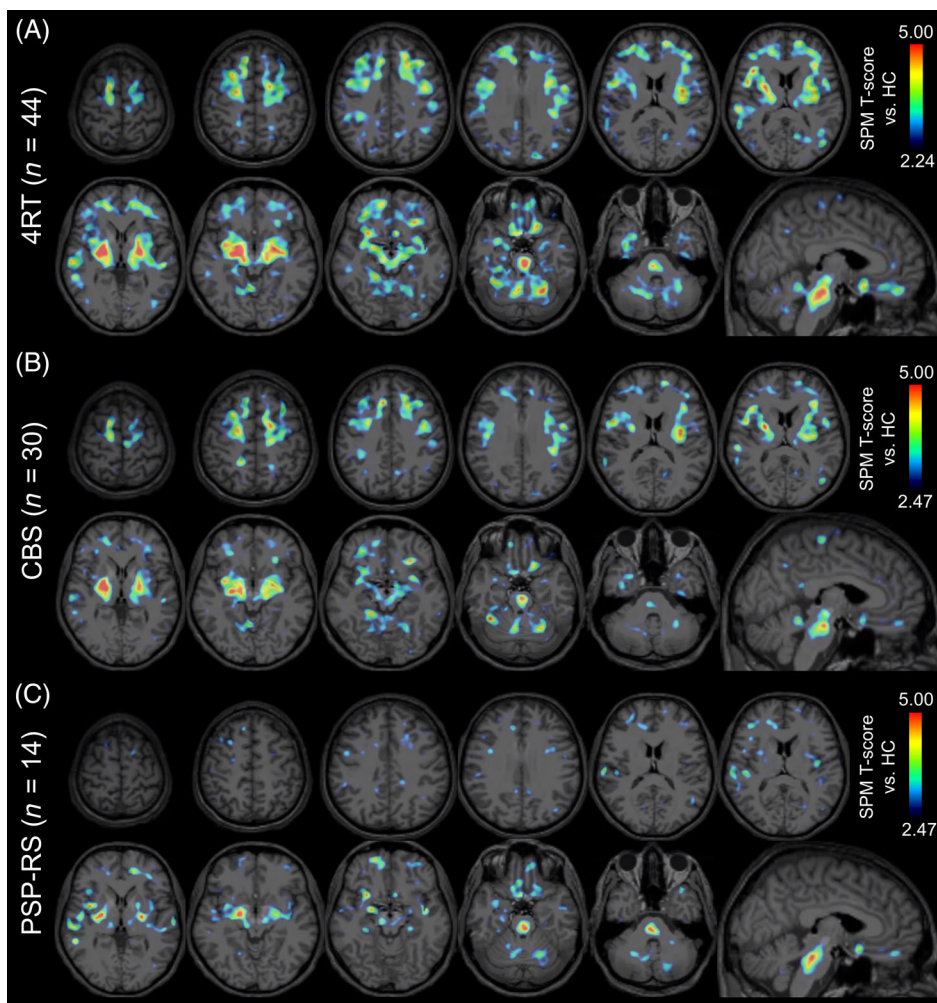 (A)
4RT (n = 44)
5.00
SPM T-score
vs. HC
2.24
(B)
CBS (n = 30)
5.00
SPM T-score
vs. HC
2.47
(C)
PSP-RS (n = 14)
5.00
SPM T-score
vs. HC
2.47